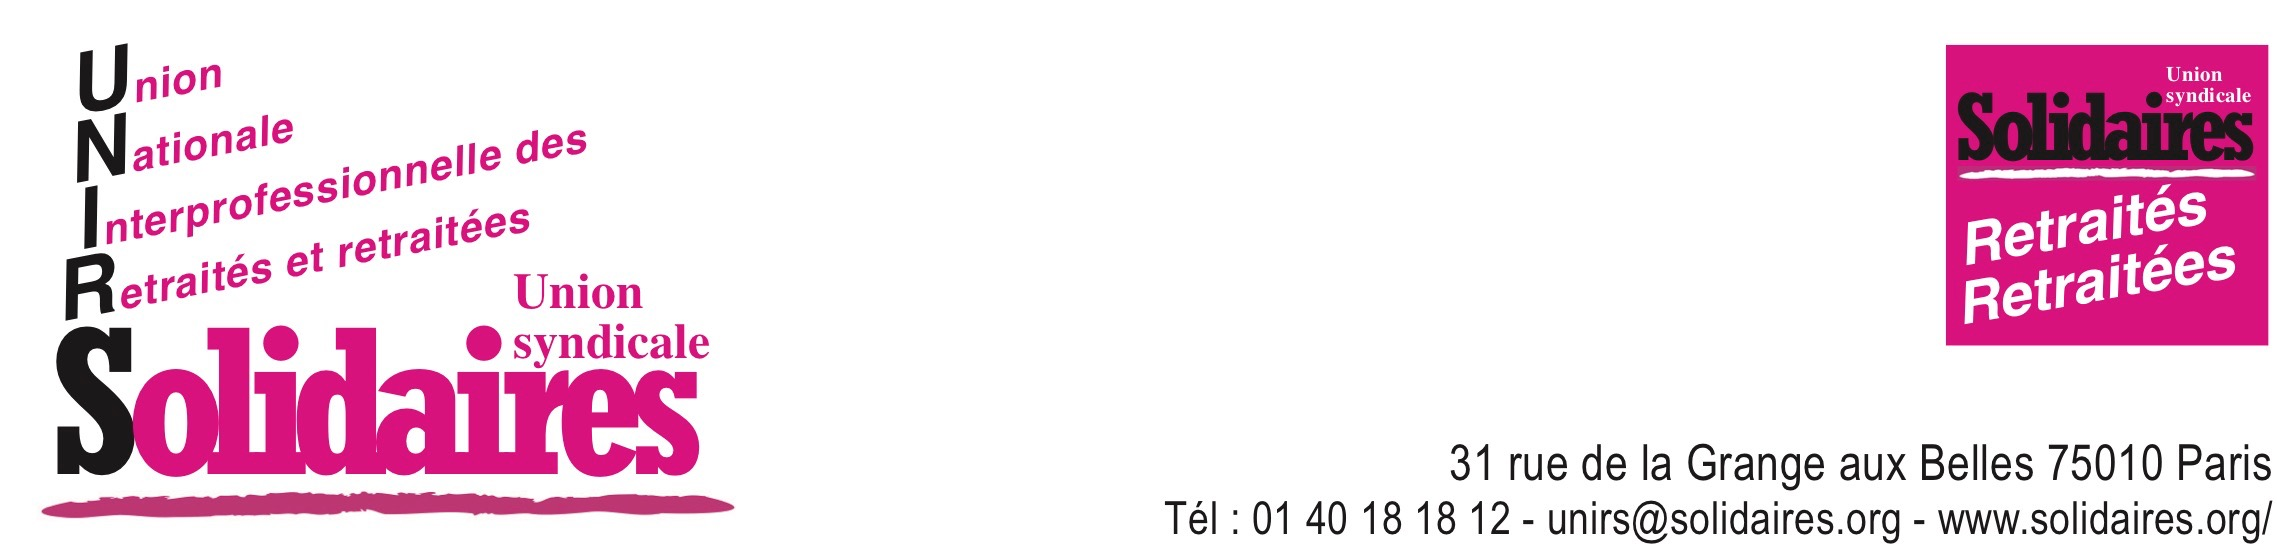 Union
Nationale
Interprofessionnelle des
Retraités et retraitées
Union
syndicale
Solidaires
Union
syndicale
Solidaires
Retraités
Retraitées
31 rue de la Grange aux Belles 75010 Paris
Tél : 01 40 18 18 12 - unirs@solidaires.org - www.solidaires.org/